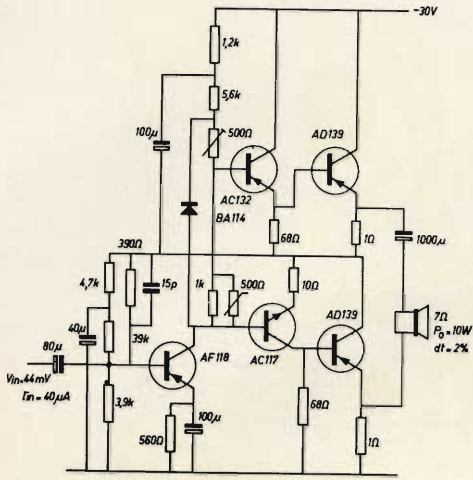 -30V
1,2k
5,6k
100µ
500Ω
AD139
AC132
BA114
68Ω
1Ω
1000µ
390Ω
4,7k
15p
1k
500Ω
10Ω
7Ω
P₀=10W
dt=2%
AD139
40µ
39k
80µ
AF118
AC117
Vin=44mV
Iin=40µA
3,9k
100µ
68Ω
560Ω
1Ω